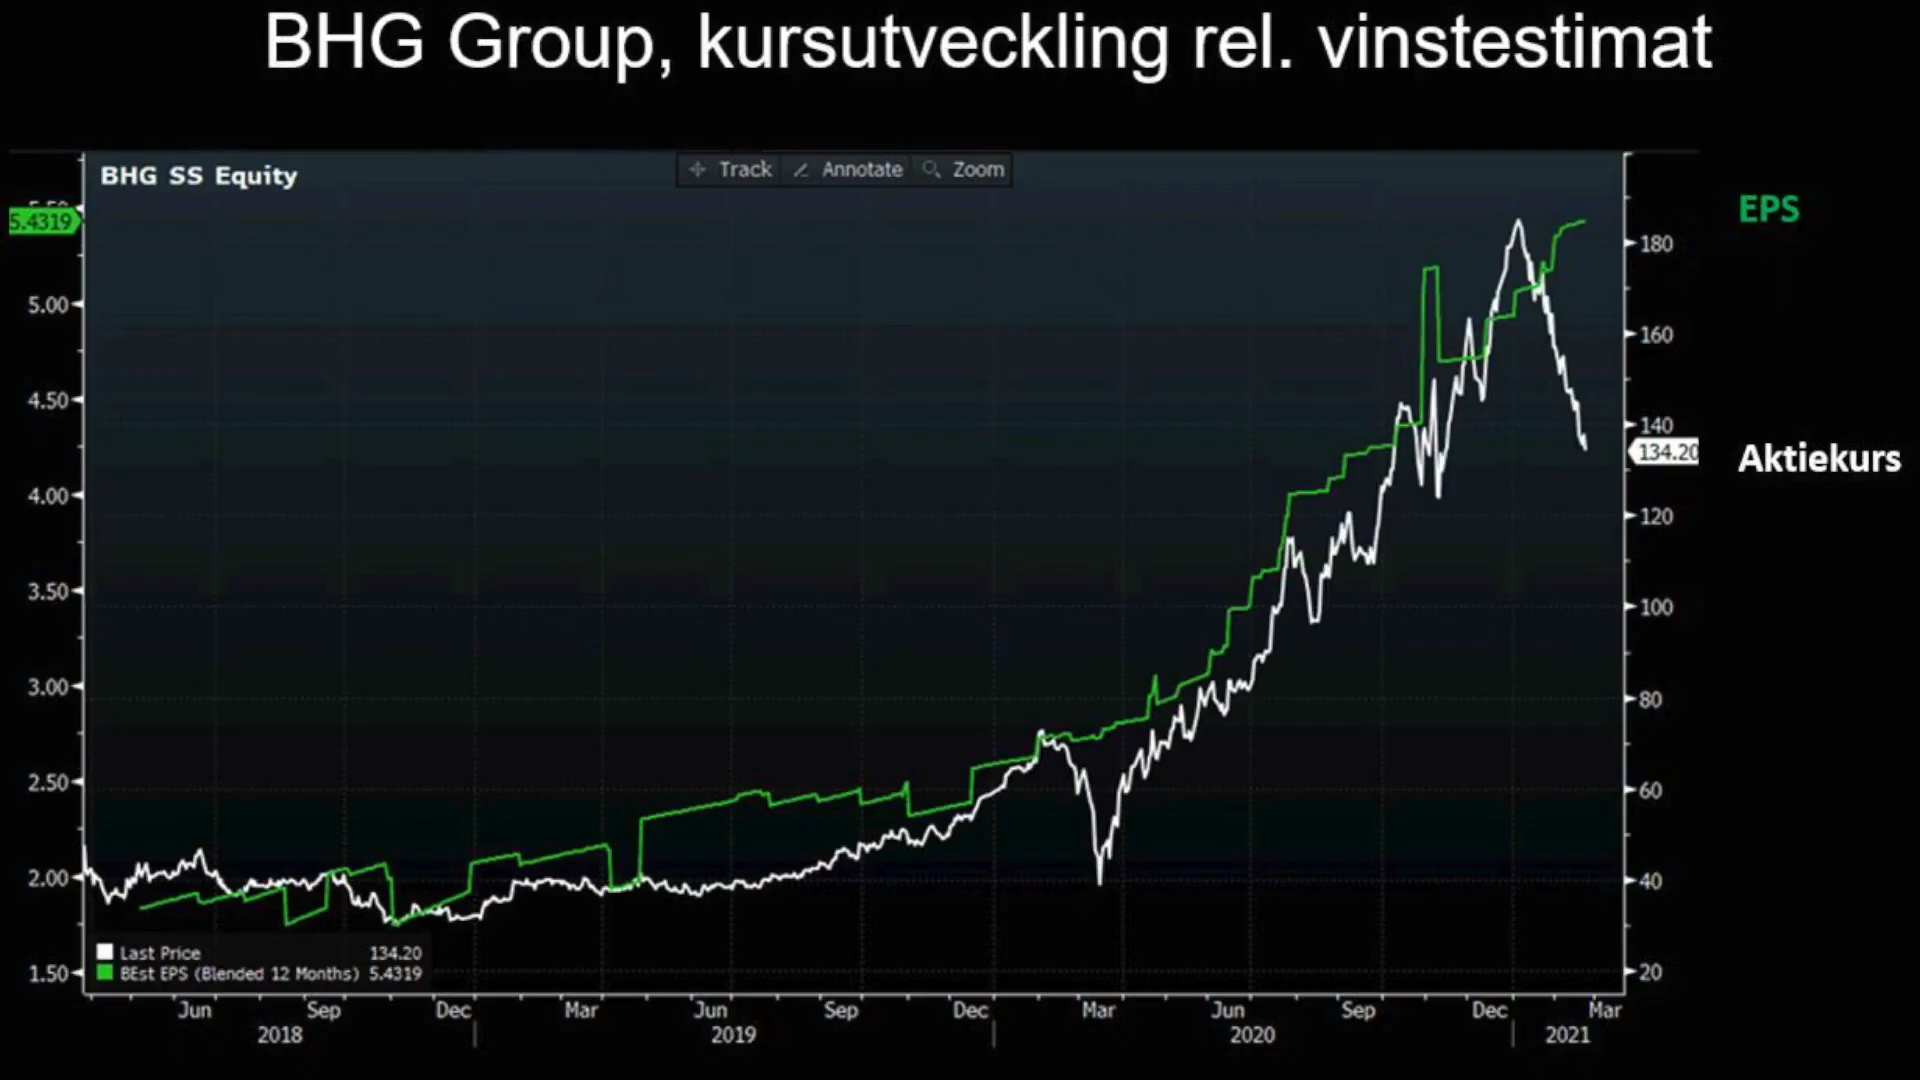 BHG Group, kursutveckling rel. vinstestimat
BHG SS Equity
Track Annotate Zoom
5.50
5.4319
5.00
4.50
4.00
3.50
3.00
2.50
2.00
1.50
180
160
140
134.20
120
100
80
60
40
20
EPS
Aktiekurs
Last Price 134.20
BEst EPS (Blended 12 Months) 5.4319
Jun Sep Dec Mar Jun Sep Dec Mar Jun Sep Dec Mar
2018 2019 2020 2021